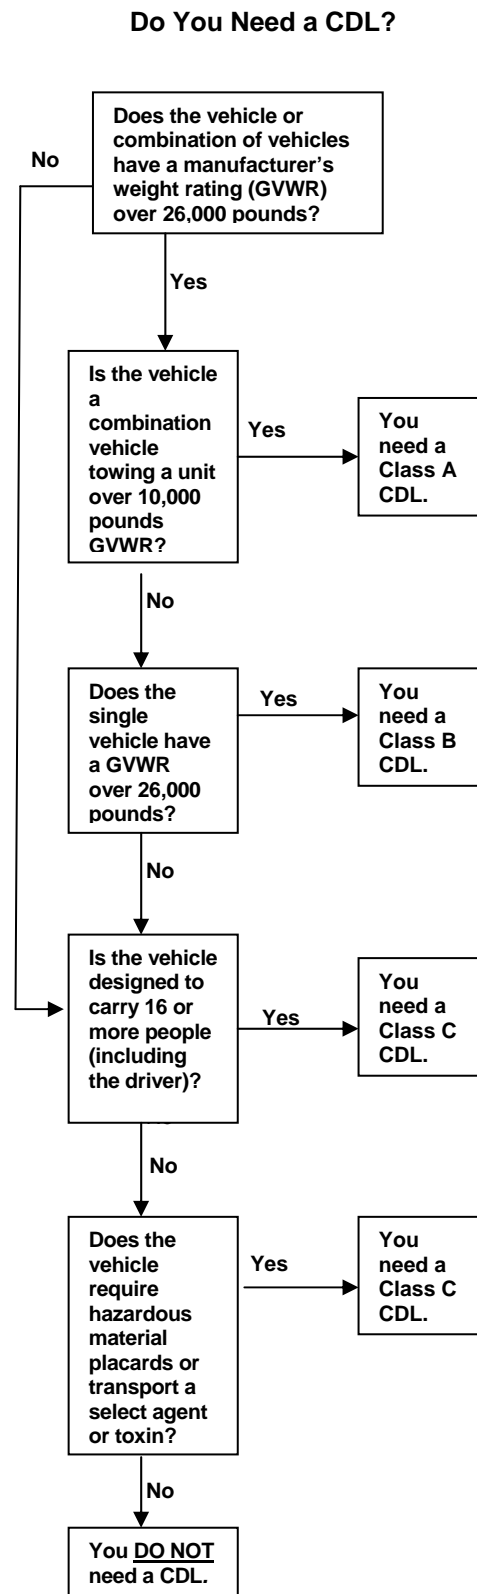 Do You Need a CDL?
Does the vehicle or
combination of vehicles
have a manufacturer's
weight rating (GVWR)
over 26,000 pounds?
No
Yes
Is the vehicle
a
combination
vehicle
towing a unit
over 10,000
pounds
GVWR?
Yes
You
need a
Class A
CDL.
No
Does the
single
vehicle have
a GVWR
over 26,000
pounds?
Yes
You
need a
Class B
CDL.
No
Is the vehicle
designed to
carry 16 or
more people
(including
the driver)?
Yes
You
need a
Class C
CDL.
No
Does the
vehicle
require
hazardous
material
placards or
transport a
select agent
or toxin?
Yes
You
need a
Class C
CDL.
No
You DO NOT
need a CDL.